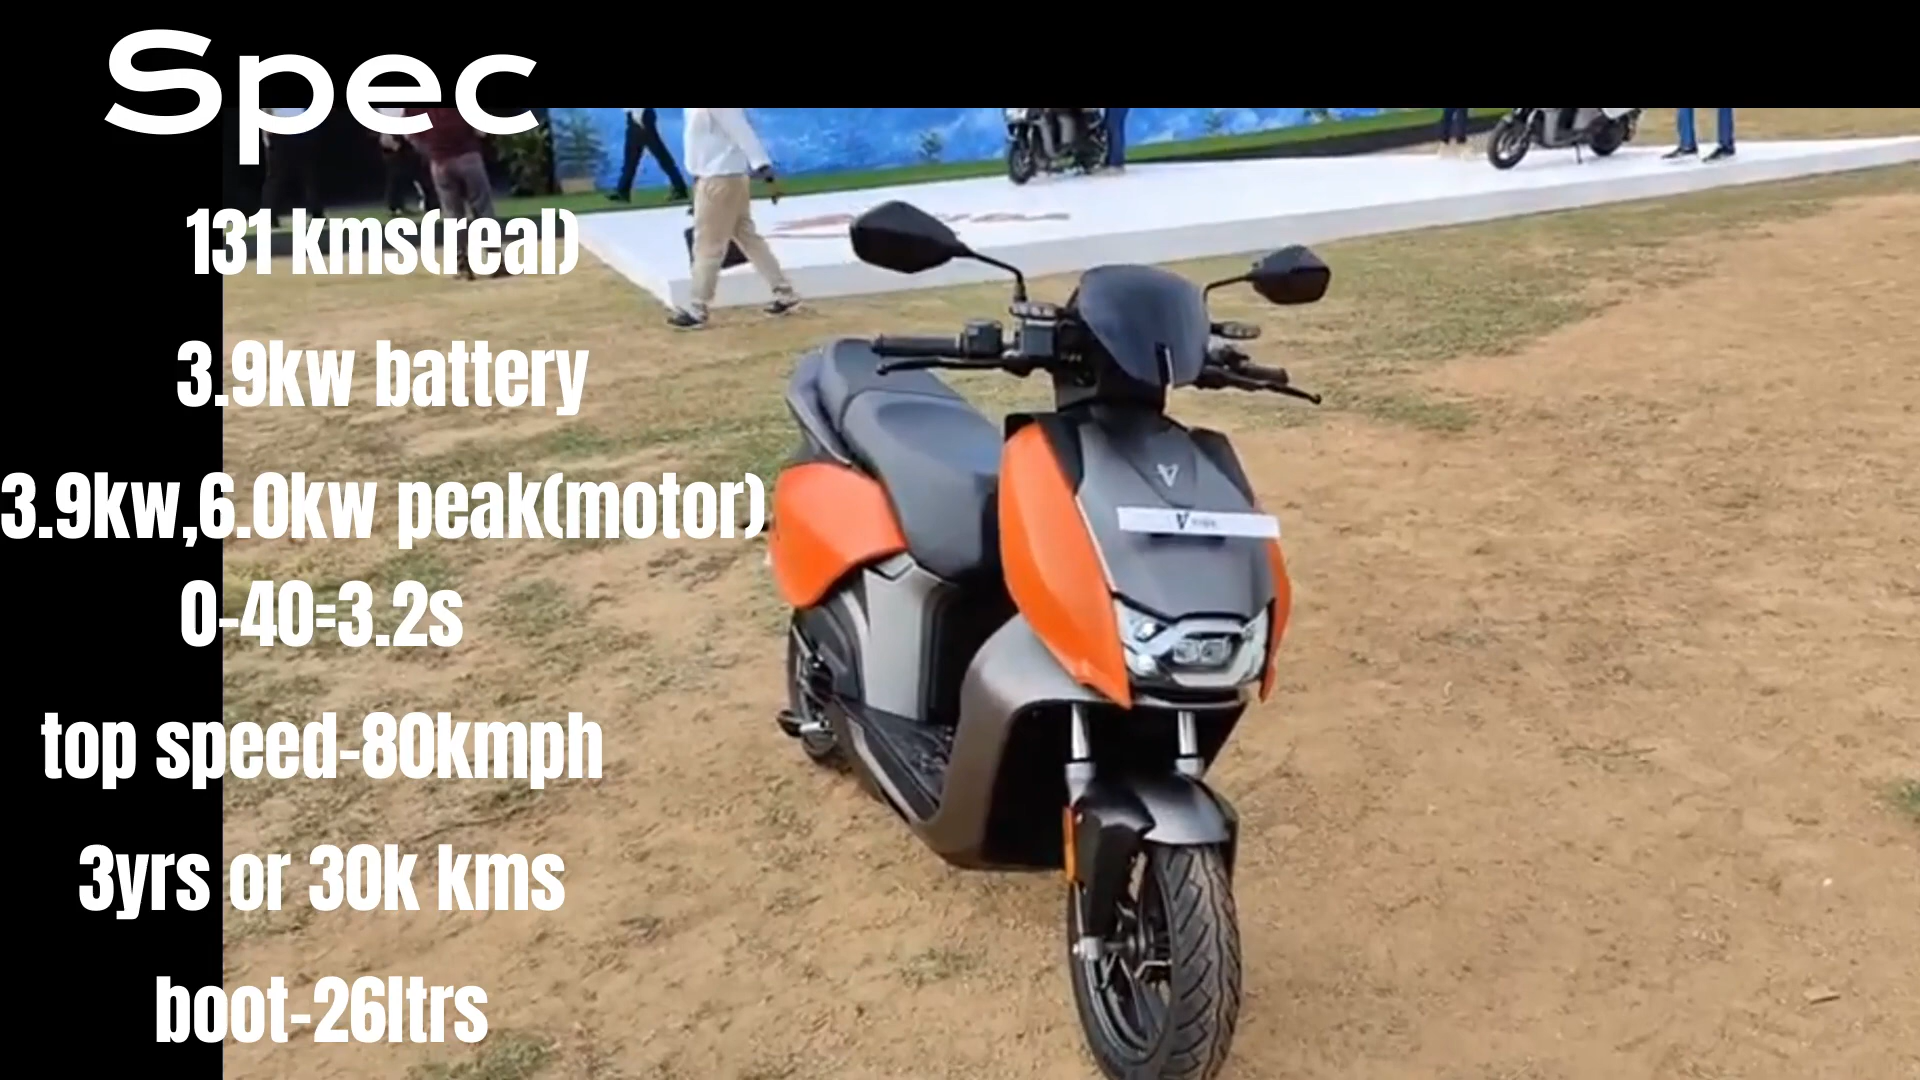 Spec
131 kms(real)
3.9kw battery
3.9kw,6.0kw peak(motor)
0-40=3.2s
top speed-80kmph
3yrs or 30k kms
boot-26ltrs